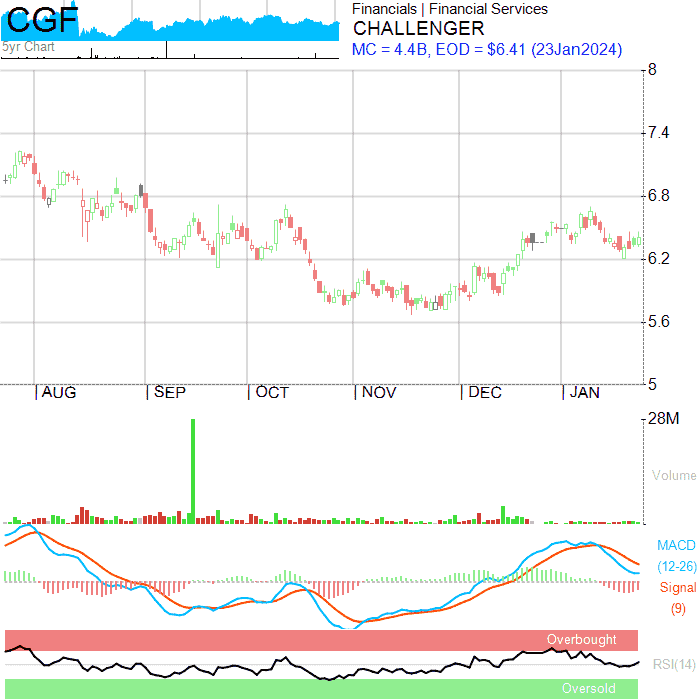 CGF
5yr Chart
Financials | Financial Services
CHALLENGER
MC = 4.4B, EOD = $6.41 (23Jan2024)
8
7.4
6.8
6.2
5.6
5
|AUG |SEP |OCT |NOV |DEC |JAN
28M
Volume
MACD
(12-26)
Signal
(9)
Overbought
RSI(14)
Oversold